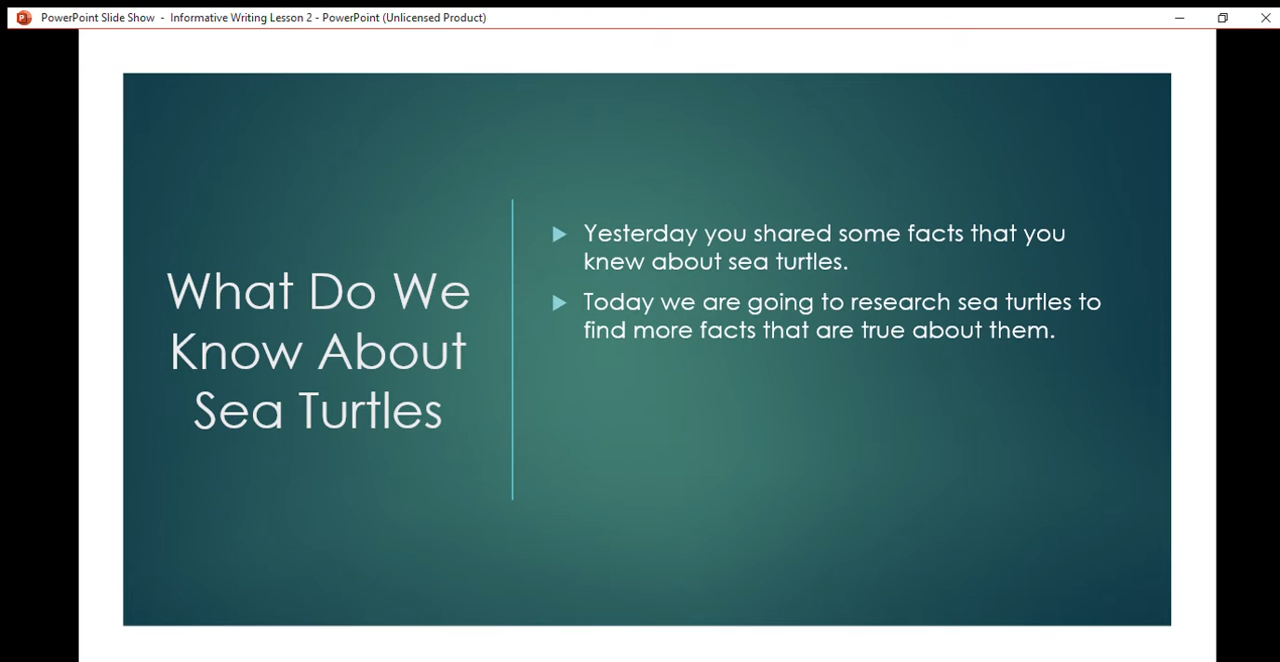 PowerPoint Slide Show - Informative Writing Lesson 2 - PowerPoint (Unlicensed Product)
What Do We
Know About
Sea Turtles
Yesterday you shared some facts that you
knew about sea turtles.
Today we are going to research sea turtles to
find more facts that are true about them.